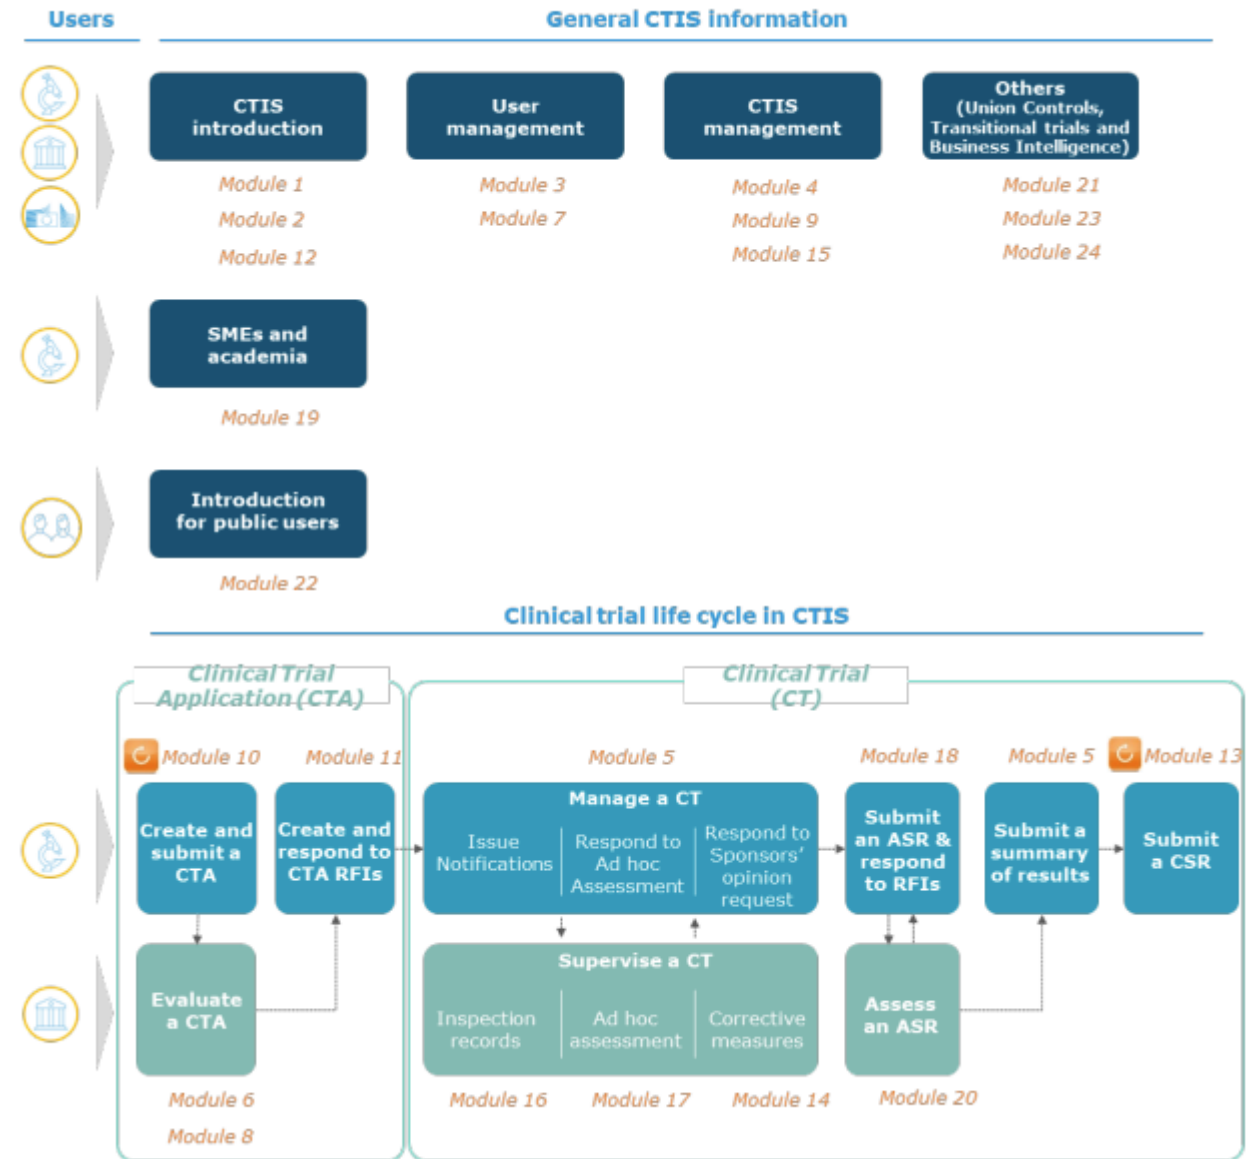 Users
General CTIS information
CTIS
introduction
User
management
CTIS
management
Others
(Union Controls,
Transitional trials and
Business Intelligence)
Module 1
Module 2
Module 12
Module 3
Module 7
Module 4
Module 9
Module 15
Module 21
Module 23
Module 24
SMEs and
academia
Module 19
Introduction
for public users
Module 22
Clinical trial life cycle in CTIS
Clinical Trial
Application (CTA)
Clinical Trial
(CT)
Module 10
Module 11
Module 5
Module 18
Module 5
Module 13
Create and
submit a
CTA
Create and
respond to
CTA RFIs
Manage a CT
Issue
Notifications
Respond to
Ad hoc
Assessment
Respond to
Sponsors'
opinion
request
Submit
an ASR &
respond
to RFIs
Submit a
summary
of results
Submit
a CSR
Evaluate
a CTA
Supervise a CT
Inspection
records
Ad hoc
assessment
Corrective
measures
Assess
an ASR
Module 6
Module 8
Module 16
Module 17
Module 14
Module 20